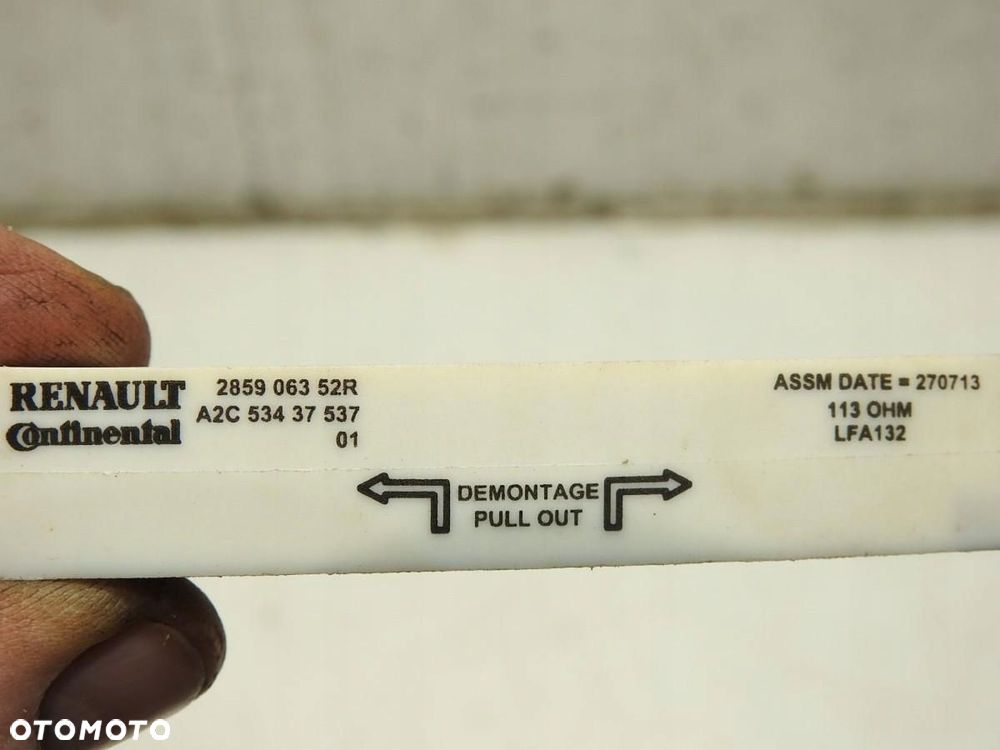 RENAULT
Continental
2859 063 52R
A2C 534 37 537
01
ASSM DATE = 270713
113 OHM
LFA132
DEMONTAGE
PULL OUT
OTOMOTO